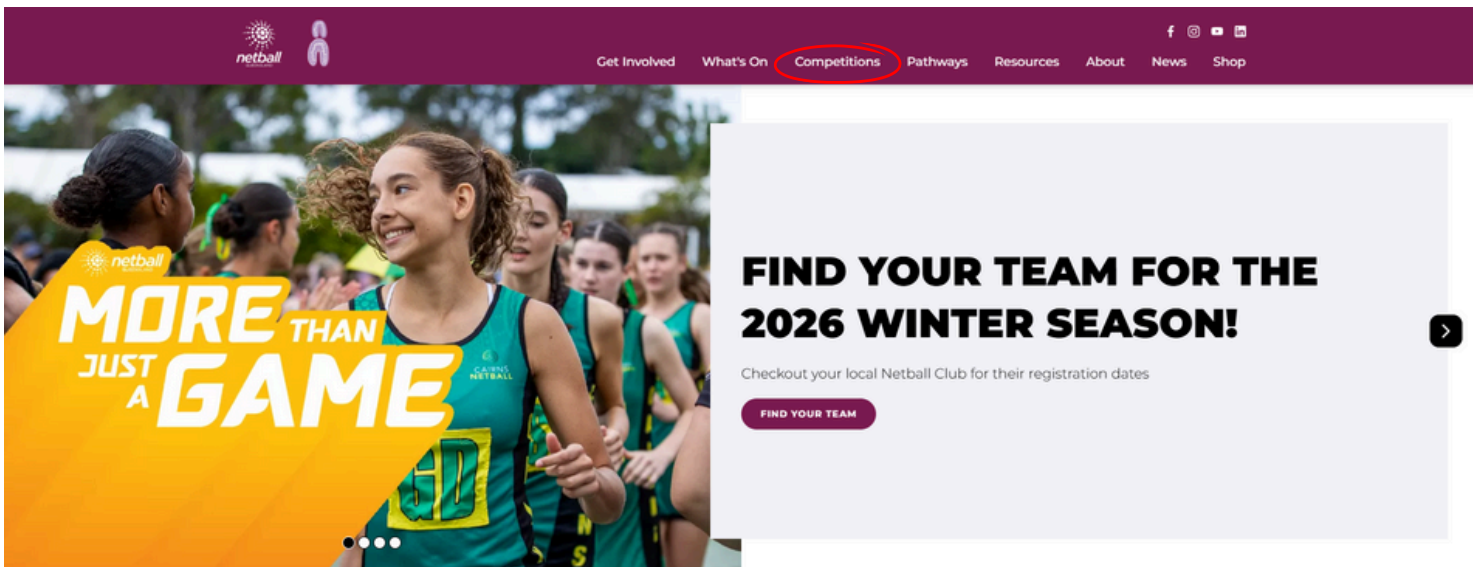 netball
QUEENSLAND
Get Involved What's On Competitions Pathways Resources About News Shop
netball
QUEENSLAND
MORE THAN
JUST
A GAME
CAIRNS
NETBALL
GD
N
S
FIND YOUR TEAM FOR THE
2026 WINTER SEASON!
Checkout your local Netball Club for their registration dates
FIND YOUR TEAM